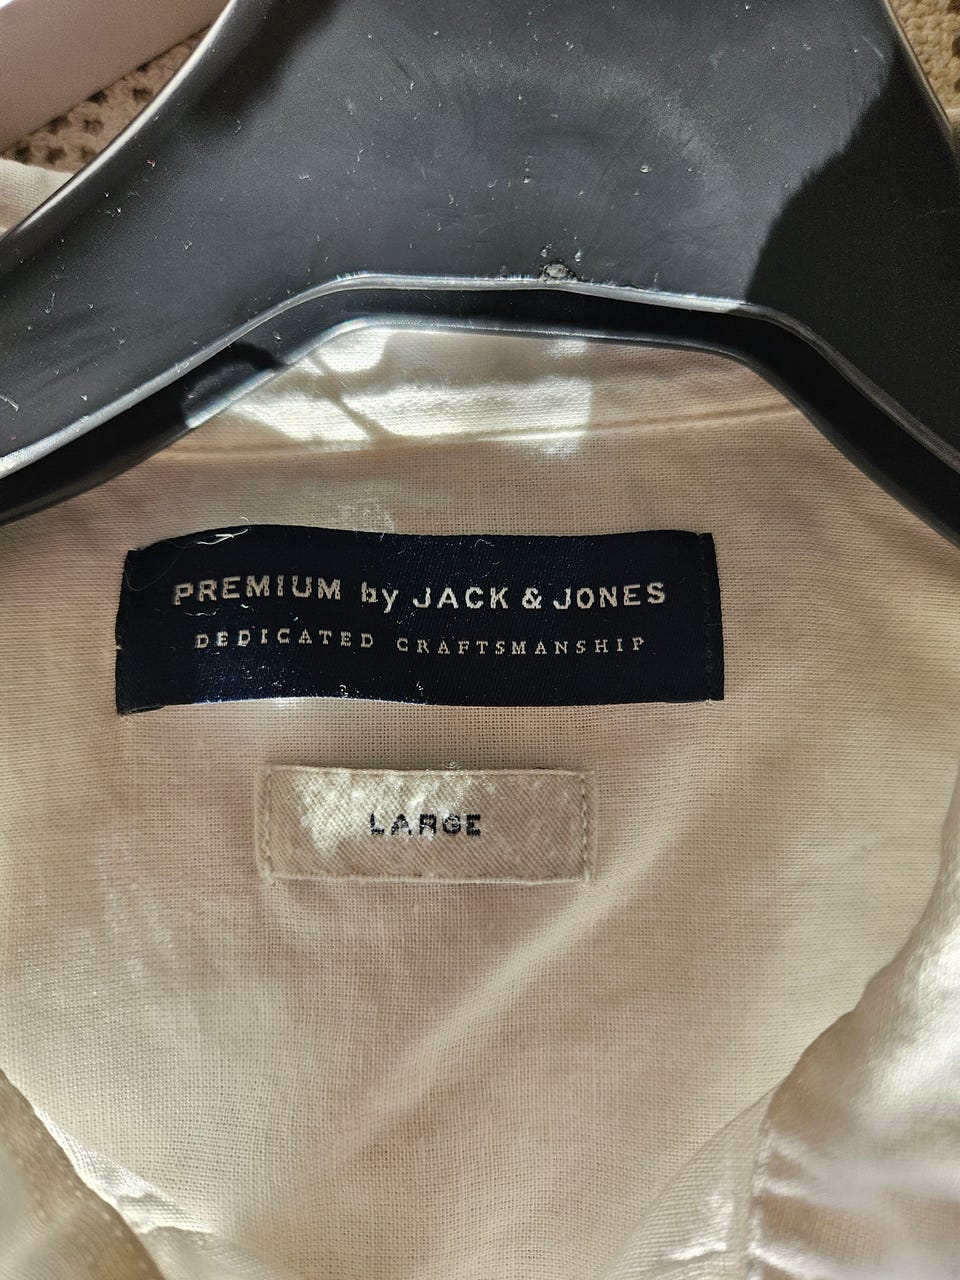 PREMIUM by JACK & JONES
DEDICATED CRAFTSMANSHIP
LARGE